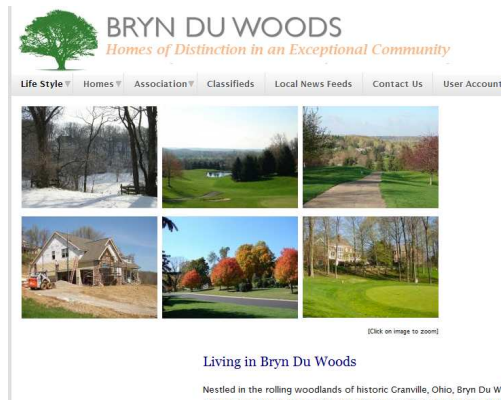 BRYN DU WOODS
Homes of Distinction in an Exceptional Community
Life Style Homes Association Classifieds Local News Feeds Contact Us User Account
[Click on image to zoom]
Living in Bryn Du Woods
Nestled in the rolling woodlands of historic Granville, Ohio, Bryn Du W